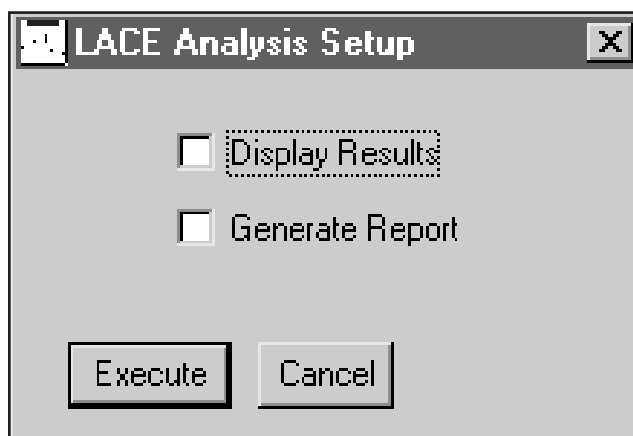 LACE Analysis Setup
Display Results
Generate Report
Execute Cancel